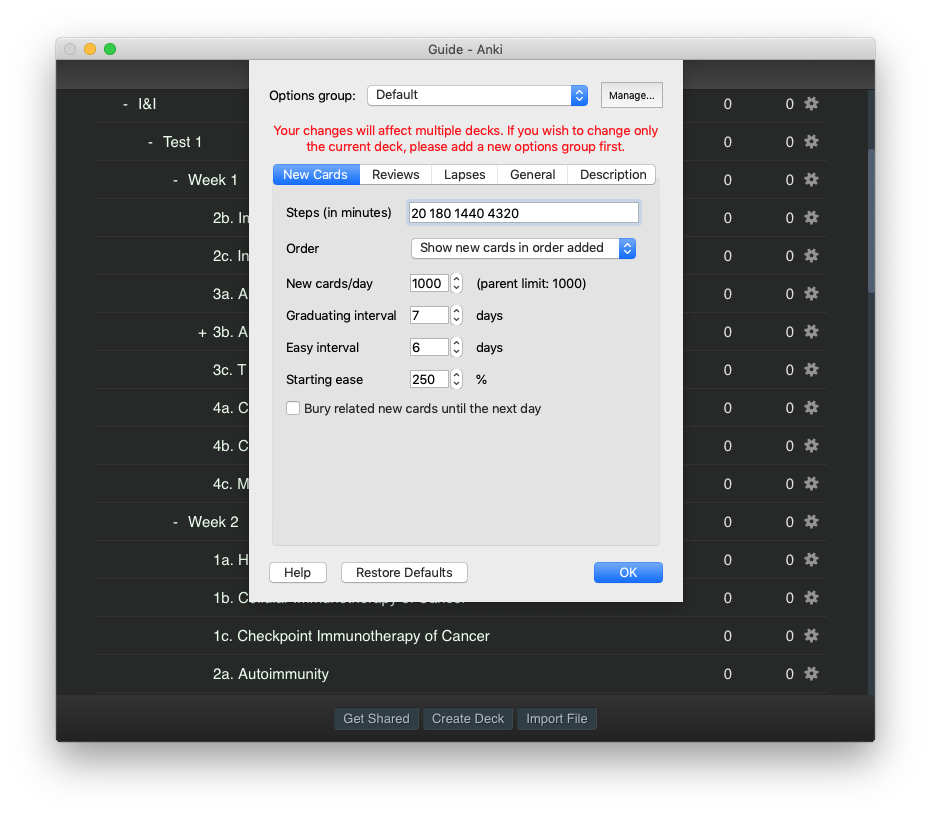 Guide - Anki
Options group: Default Manage...
Your changes will affect multiple decks. If you wish to change only
the current deck, please add a new options group first.
New Cards Reviews Lapses General Description
Steps (in minutes) 20 180 1440 4320
Order Show new cards in order added
New cards/day 1000 (parent limit: 1000)
Graduating interval 7 days
Easy interval 6 days
Starting ease 250 %
Bury related new cards until the next day
Help Restore Defaults OK
- I&I 0 0
- Test 1 0 0
- Week 1 0 0
2b. In 0 0
2c. In 0 0
3a. A 0 0
+ 3b. A 0 0
3c. T 0 0
4a. C 0 0
4b. C 0 0
4c. M 0 0
- Week 2 0 0
1a. H 0 0
1b. Cellular Immunotherapy of Cancer 0 0
1c. Checkpoint Immunotherapy of Cancer 0 0
2a. Autoimmunity 0 0
Get Shared Create Deck Import File